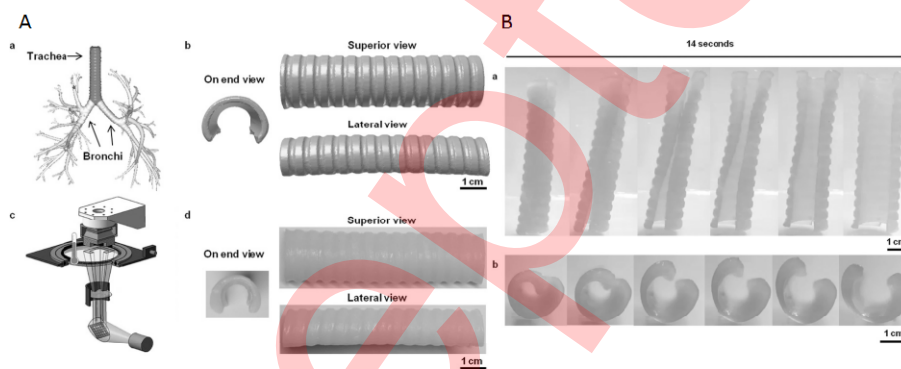 A
a
Trachea
Bronchi
b
Superior view
On end view
Lateral view
1 cm
c
d
Superior view
On end view
Lateral view
1 cm
B
14 seconds
a
1 cm
b
1 cm